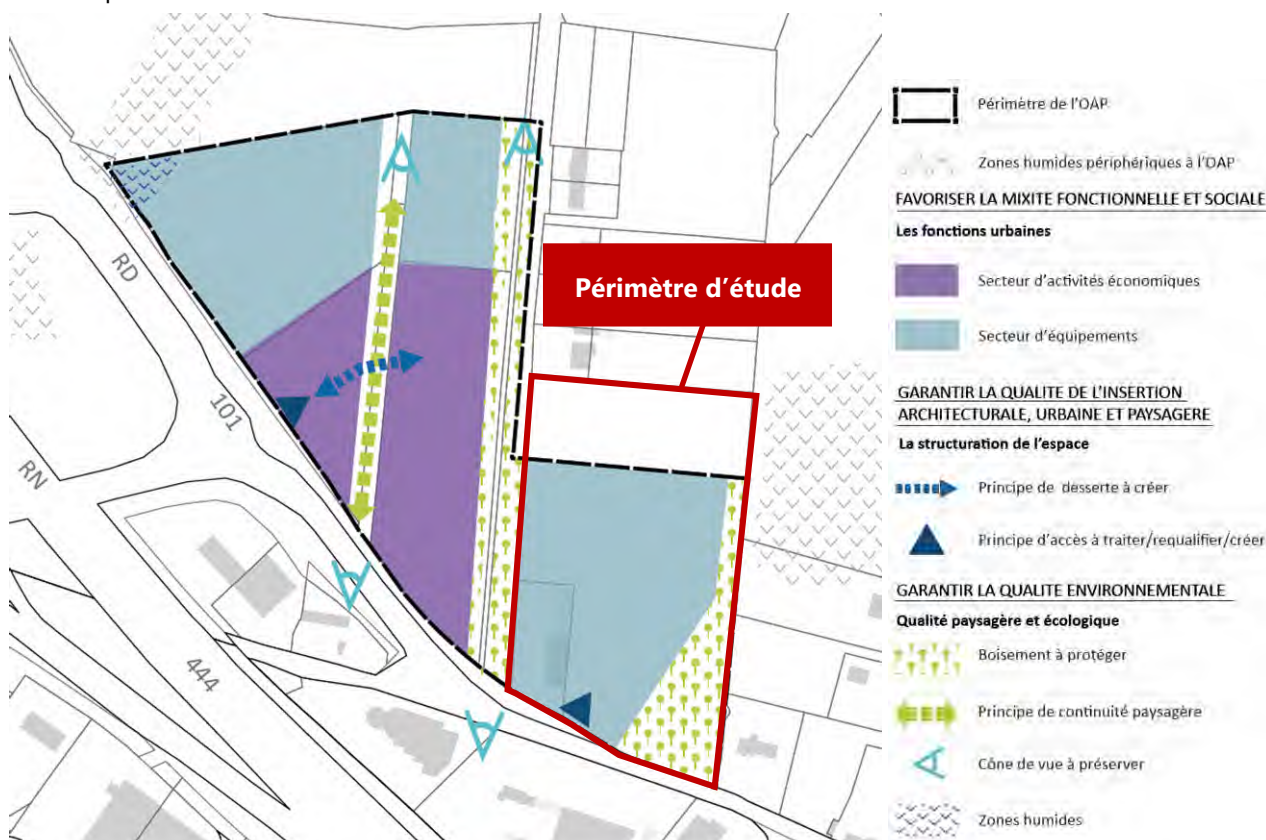 Périmètre d'étude
RD
101
RN
444
Périmètre de l'OAP
Zones humides périphériques à l'OAP
FAVORISER LA MIXITE FONCTIONNELLE ET SOCIALE
Les fonctions urbaines
Secteur d'activités économiques
Secteur d'équipements
GARANTIR LA QUALITE DE L'INSERTION
ARCHITECTURALE, URBAINE ET PAYSAGERE
La structuration de l'espace
Principe de desserte à créer
Principe d'accès à traiter/requalifier/créer
GARANTIR LA QUALITE ENVIRONNEMENTALE
Qualité paysagère et écologique
Boisement à protéger
Principe de continuité paysagère
Cône de vue à préserver
Zones humides